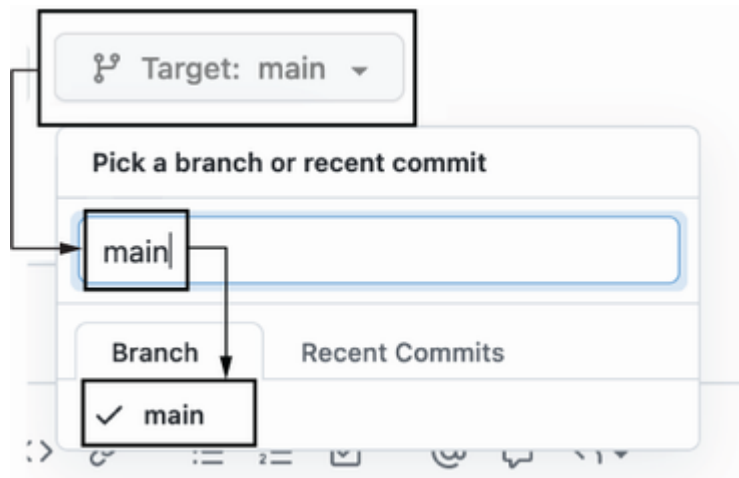 Target: main
Pick a branch or recent commit
main
Branch Recent Commits
main